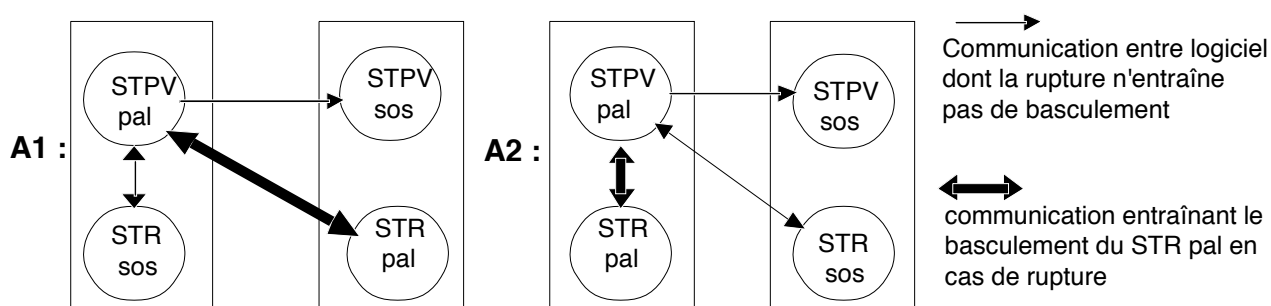 A1 :
STPV
pal
STPV
sos
STR
sos
STR
pal
A2 :
STPV
pal
STPV
sos
STR
pal
STR
sos
Communication entre logiciel
dont la rupture n'entraîne
pas de basculement
communication entraînant le
basculement du STR pal en
cas de rupture